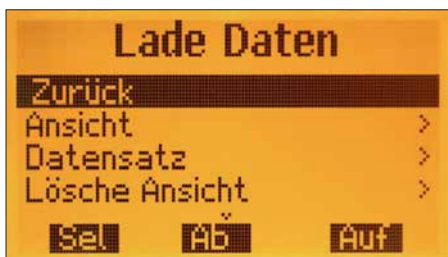 Lade Daten
Zurück
Ansicht >
Datensatz >
Lösche Ansicht >
Sel Ab Auf